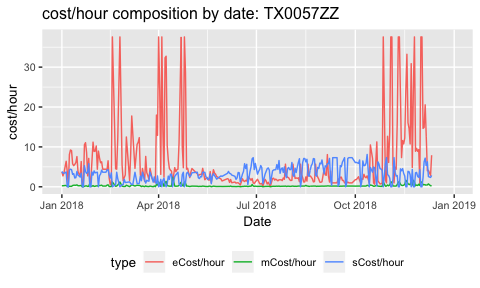 cost/hour composition by date: TX0057ZZ
cost/hour
30
20
10
0
Jan 2018 Apr 2018 Jul 2018 Oct 2018 Jan 2019
Date
type eCost/hour mCost/hour sCost/hour